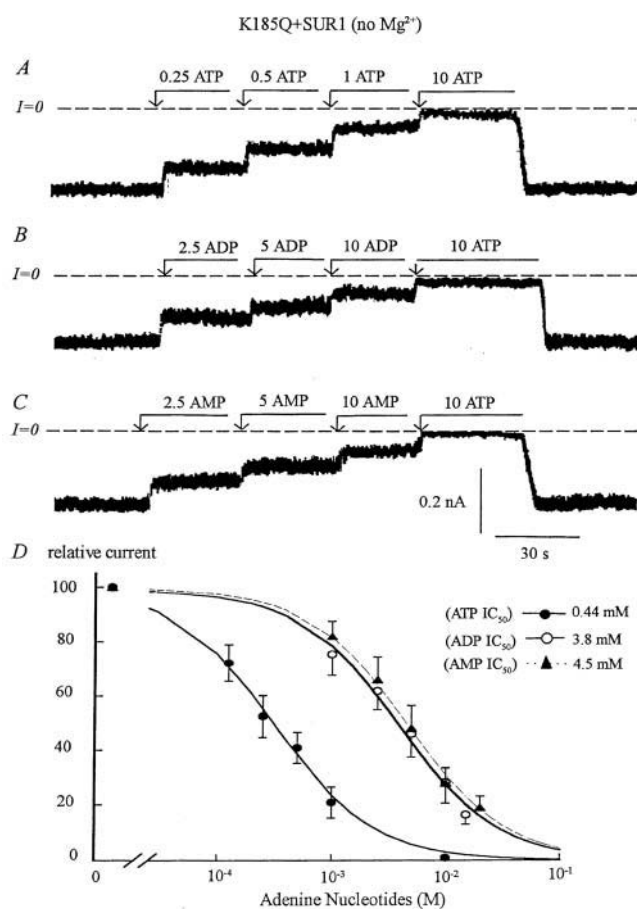 K185Q+SUR1 (no Mg²⁺)
A
0.25 ATP 0.5 ATP 1 ATP 10 ATP
I=0
B
2.5 ADP 5 ADP 10 ADP 10 ATP
I=0
C
2.5 AMP 5 AMP 10 AMP 10 ATP
I=0
0.2 nA
30 s
D relative current
100
80
60
40
20
0
(ATP IC₅₀) 0.44 mM
(ADP IC₅₀) 3.8 mM
(AMP IC₅₀) 4.5 mM
0 10⁻⁴ 10⁻³ 10⁻² 10⁻¹
Adenine Nucleotides (M)